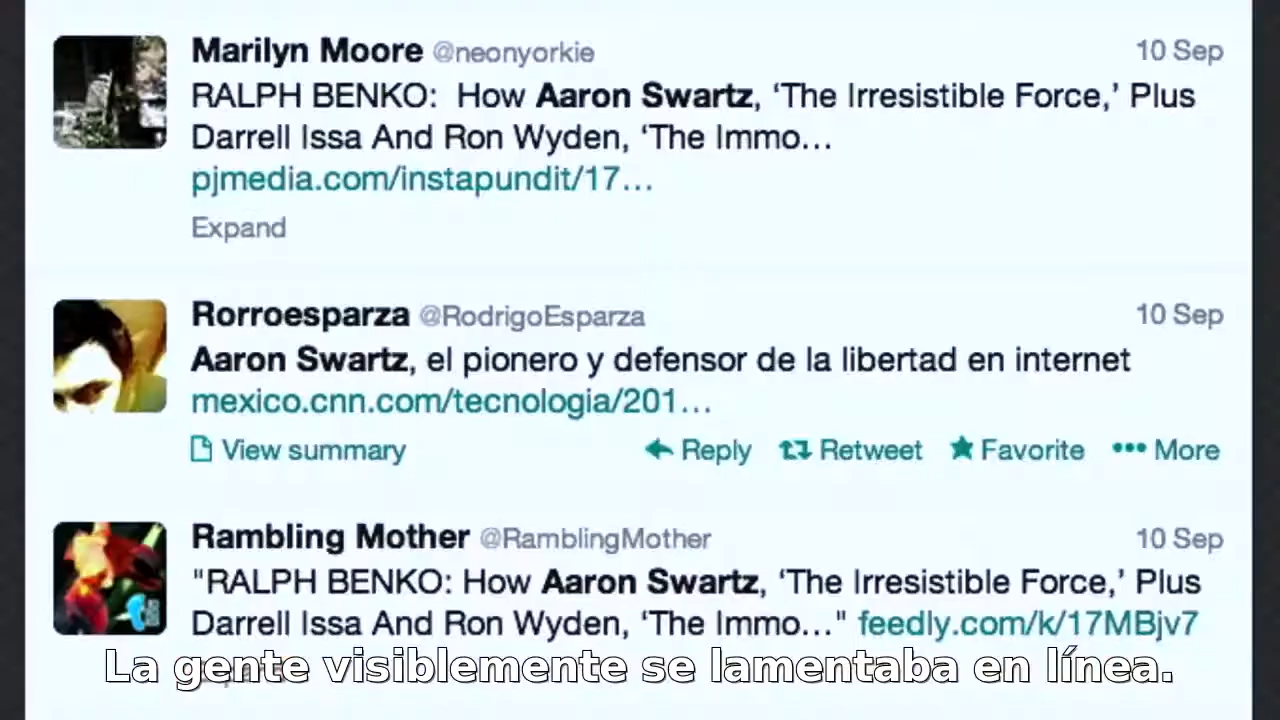 Marilyn Moore @neonyorkie 10 Sep
RALPH BENKO: How Aaron Swartz, ‘The Irresistible Force,’ Plus
Darrell Issa And Ron Wyden, ‘The Immo…
pjmedia.com/instapundit/17…
Expand
Rorroesparza @RodrigoEsparza 10 Sep
Aaron Swartz, el pionero y defensor de la libertad en internet
mexico.cnn.com/tecnologia/201…
View summary Reply Retweet Favorite More
Rambling Mother @RamblingMother 10 Sep
"RALPH BENKO: How Aaron Swartz, ‘The Irresistible Force,’ Plus
Darrell Issa And Ron Wyden, ‘The Immo…" feedly.com/k/17MBjv7
La gente visiblemente se lamentaba en línea.